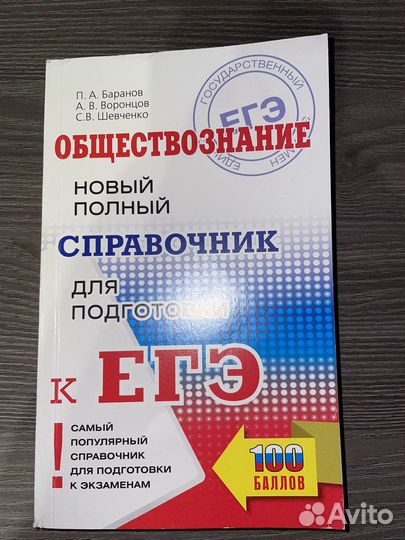 П. А. Баранов
А. В. Воронцов
С.В. Шевченко
ГОСУДАРСТВЕННЫЙ
ЕГЭ
ОБЩЕСТВОЗНАНИЕ
НОВЫЙ
ПОЛНЫЙ
СПРАВОЧНИК
ДЛЯ
ПОДГОТОВКИ
К ЕГЭ
!
САМЫЙ
ПОПУЛЯРНЫЙ
СПРАВОЧНИК
ДЛЯ ПОДГОТОВКИ
К ЭКЗАМЕНАМ
100
БАЛЛОВ
Avito